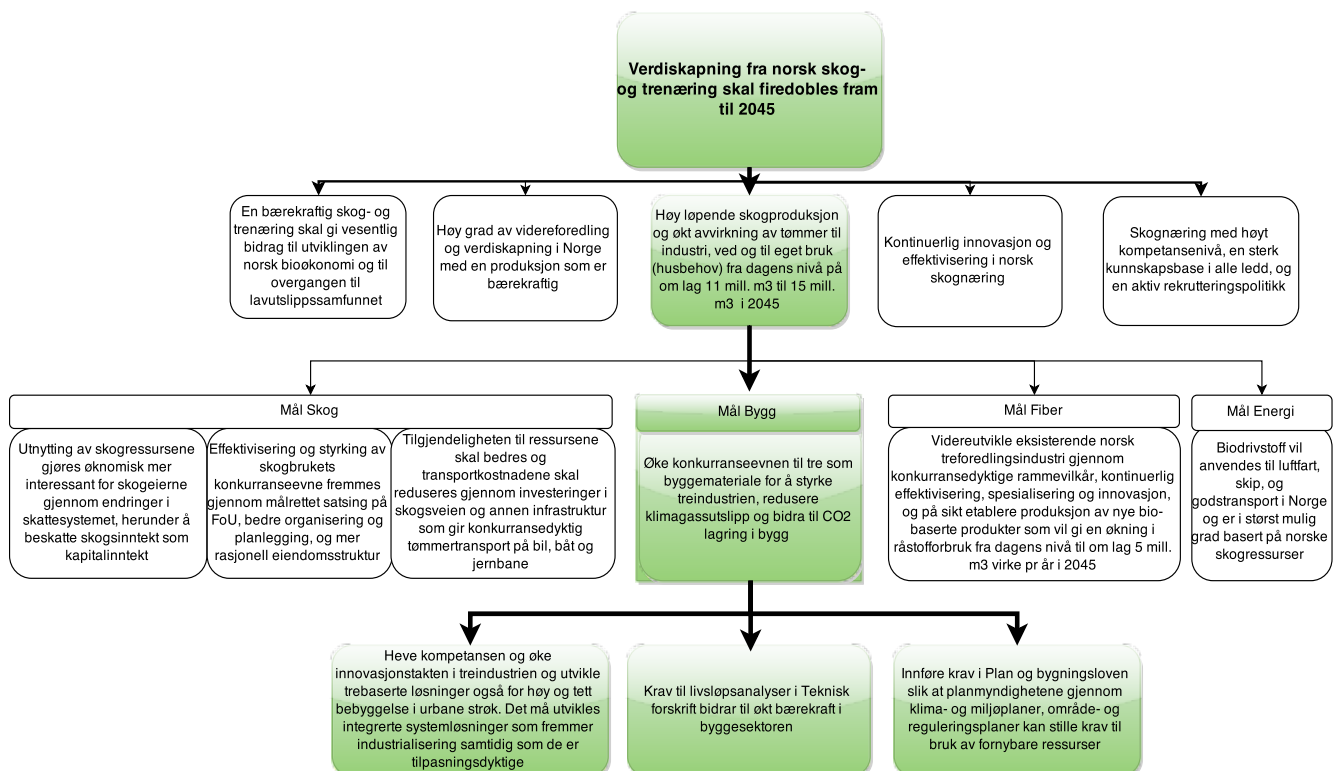 Verdiskapning fra norsk skog-
og trenæring skal firedobles fram
til 2045
En bærekraftig skog- og
trenæring skal gi vesentlig
bidrag til utviklingen av
norsk bioøkonomi og til
overgangen til
lavutslippssamfunnet
Høy grad av videreforedling
og verdiskapning i Norge
med en produksjon som er
bærekraftig
Høy løpende skogproduksjon
og økt avvirkning av tømmer til
industri, ved og til eget bruk
(husbehov) fra dagens nivå på
om lag 11 mill. m3 til 15 mill.
m3 i 2045
Kontinuerlig innovasjon og
effektivisering i norsk
skognæring
Skognæring med høyt
kompetansenivå, en sterk
kunnskapsbase i alle ledd, og
en aktiv rekrutteringspolitikk
Mål Skog
Utnytting av skogressursene
gjøres øknomisk mer
interessant for skogeierne
gjennom endringer i
skattesystemet, herunder å
beskatte skogsinntekt som
kapitalinntekt
Effektivisering og styrking av
skogbrukets
konkurranseevne fremmes
gjennom målrettet satsing på
FoU, bedre organisering og
planlegging, og mer
rasjonell eiendomsstruktur
Tilgjendeligheten til ressursene
skal bedres og
transportkostnadene skal
reduseres gjennom investeringer i
skogsveien og annen infrastruktur
som gir konkurransedyktig
tømmertransport på bil, båt og
jernbane
Mål Bygg
Øke konkurranseevnen til tre som
byggemateriale for å styrke
treindustrien, redusere
klimagassutslipp og bidra til CO2
lagring i bygg
Mål Fiber
Videreutvikle eksisterende norsk
treforedlingsindustri gjennom
konkurransedyktige rammevilkår, kontinuerlig
effektivisering, spesialisering og innovasjon,
og på sikt etablere produksjon av nye bio-
baserte produkter som vil gi en økning i
råstofforbruk fra dagens nivå til om lag 5 mill.
m3 virke pr år i 2045
Mål Energi
Biodrivstoff vil
anvendes til luftfart,
skip, og
godstransport i Norge
og er i størst mulig
grad basert på norske
skogressurser
Heve kompetansen og øke
innovasjonstakten i treindustrien og utvikle
trebaserte løsninger også for høy og tett
bebyggelse i urbane strøk. Det må utvikles
integrerte systemløsninger som fremmer
industrialisering samtidig som de er
tilpasningsdyktige
Krav til livsløpsanalyser i Teknisk
forskrift bidrar til økt bærekraft i
byggesektoren
Innføre krav i Plan og bygningsloven
slik at planmyndighetene gjennom
klima- og miljøplaner, område- og
reguleringsplaner kan stille krav til
bruk av fornybare ressurser